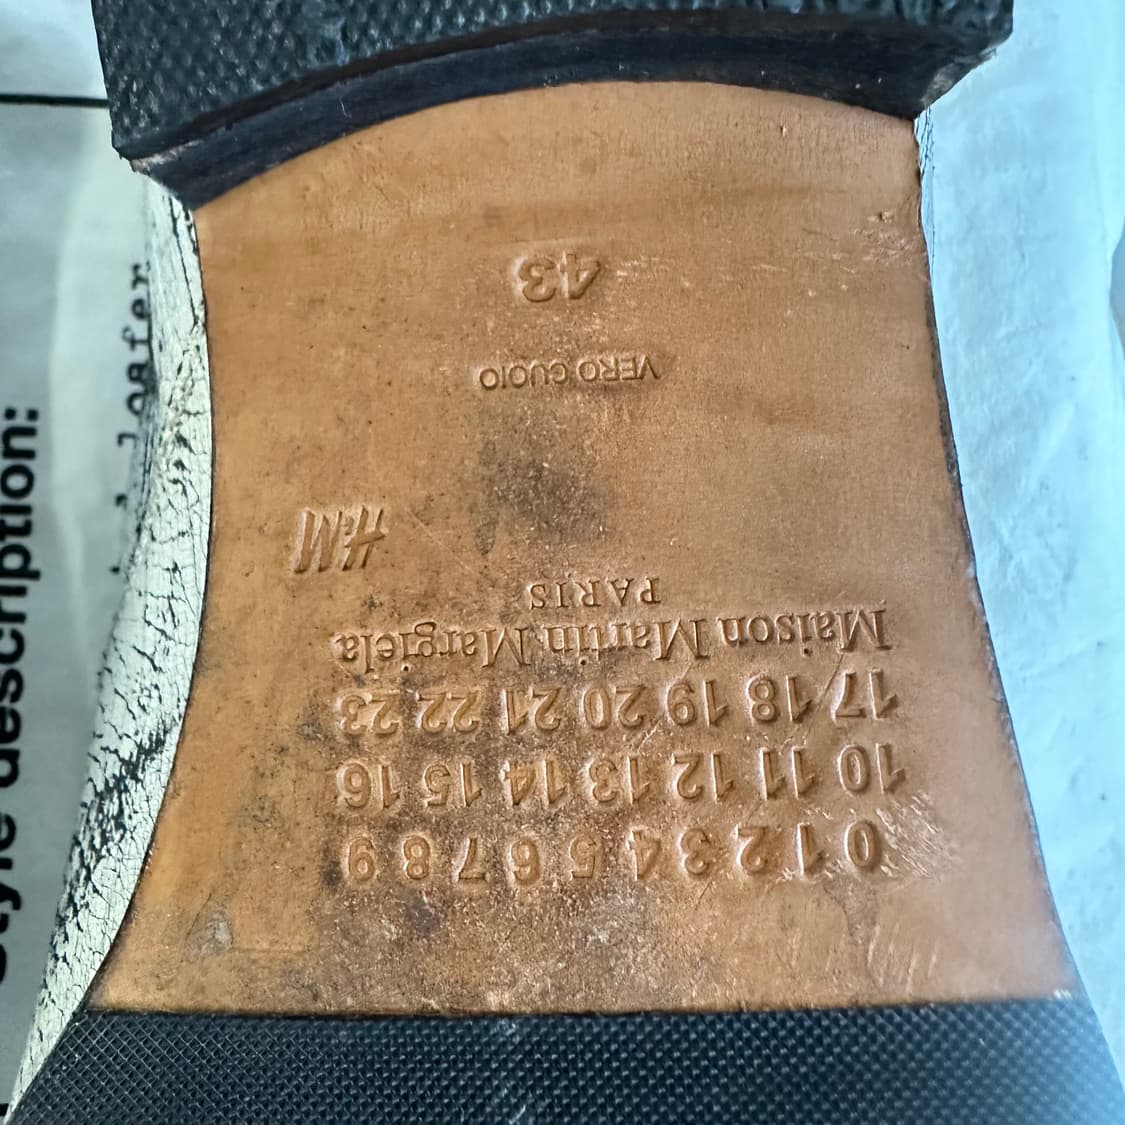 0 1 2 3 4 5 6 7 8 9
10 11 12 13 14 15 16
17 18 19 20 21 22 23
Maison Martin Margiela
PARIS
H&M
VERO CUOIO
43
Style description:
loafer